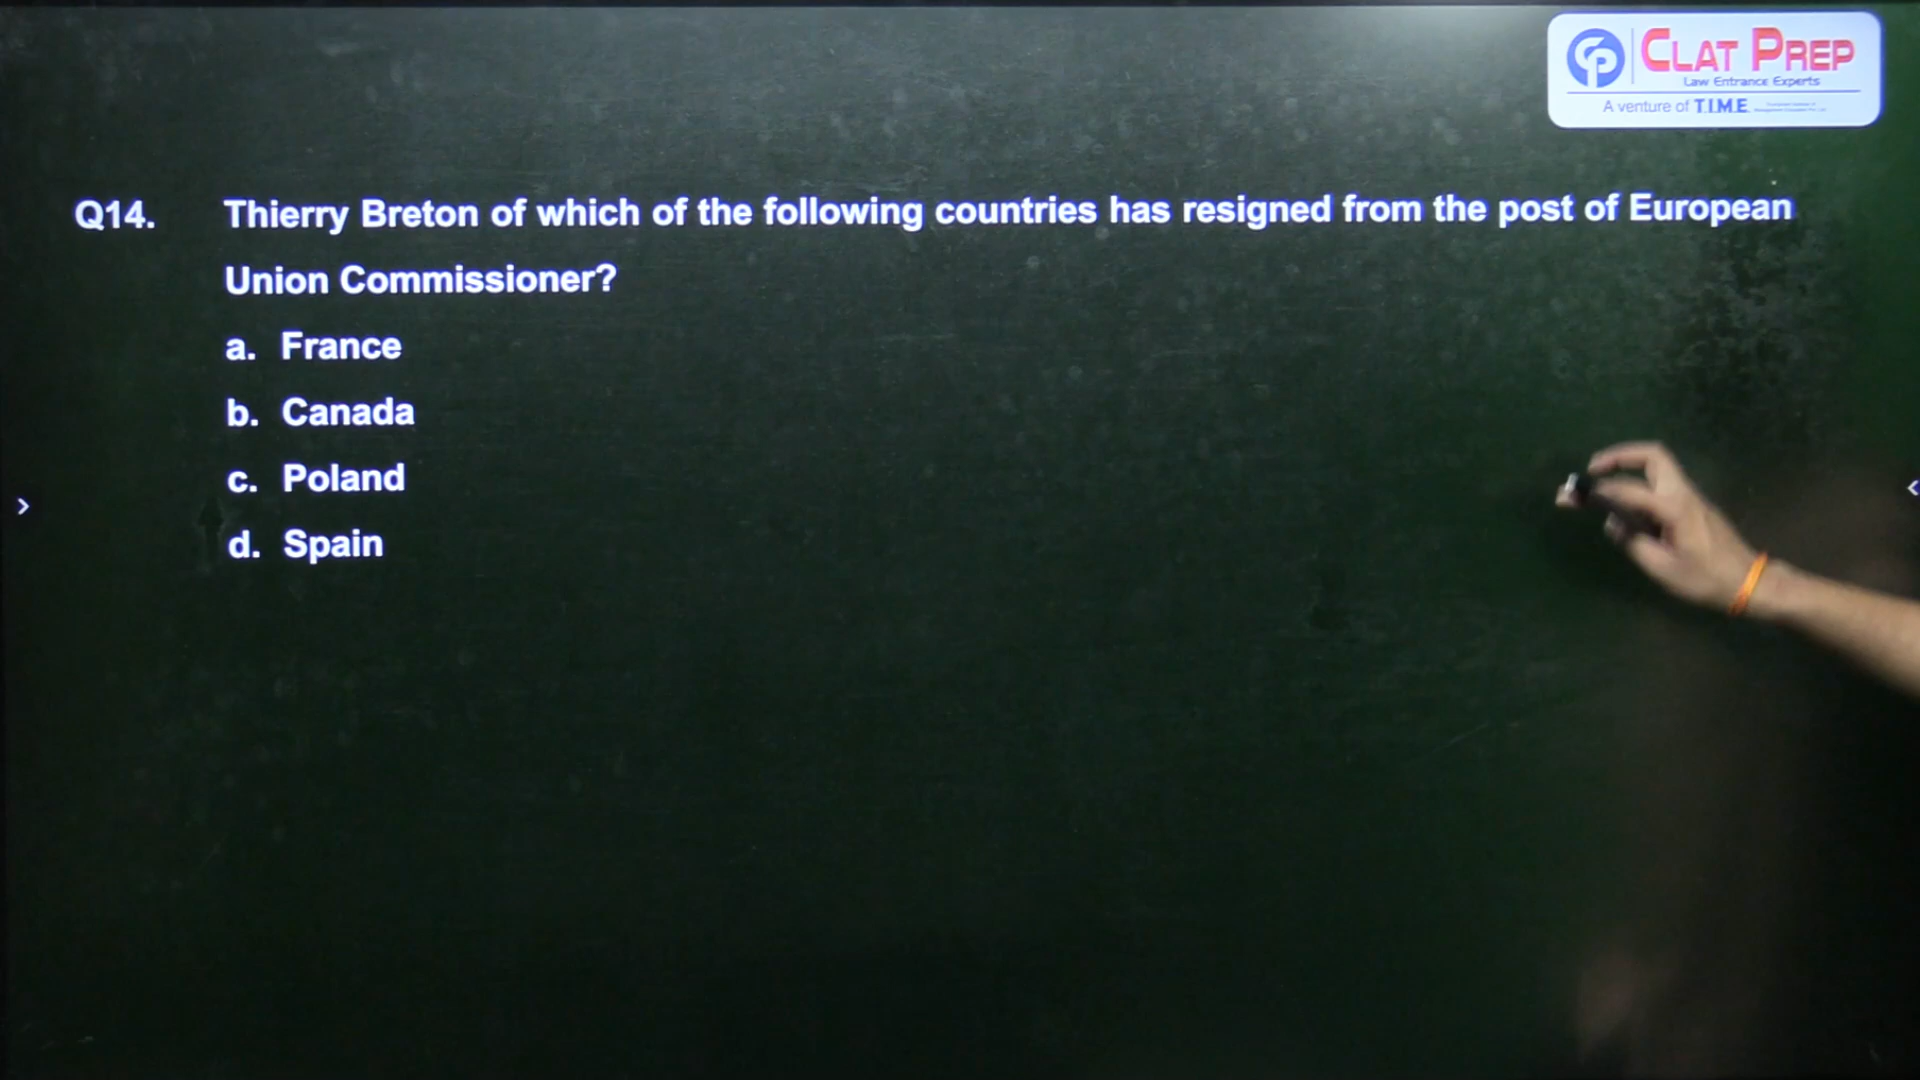 CLAT PREP
Law Entrance Experts
A venture of T.I.M.E.
Q14. Thierry Breton of which of the following countries has resigned from the post of European
Union Commissioner?
a. France
b. Canada
c. Poland
d. Spain